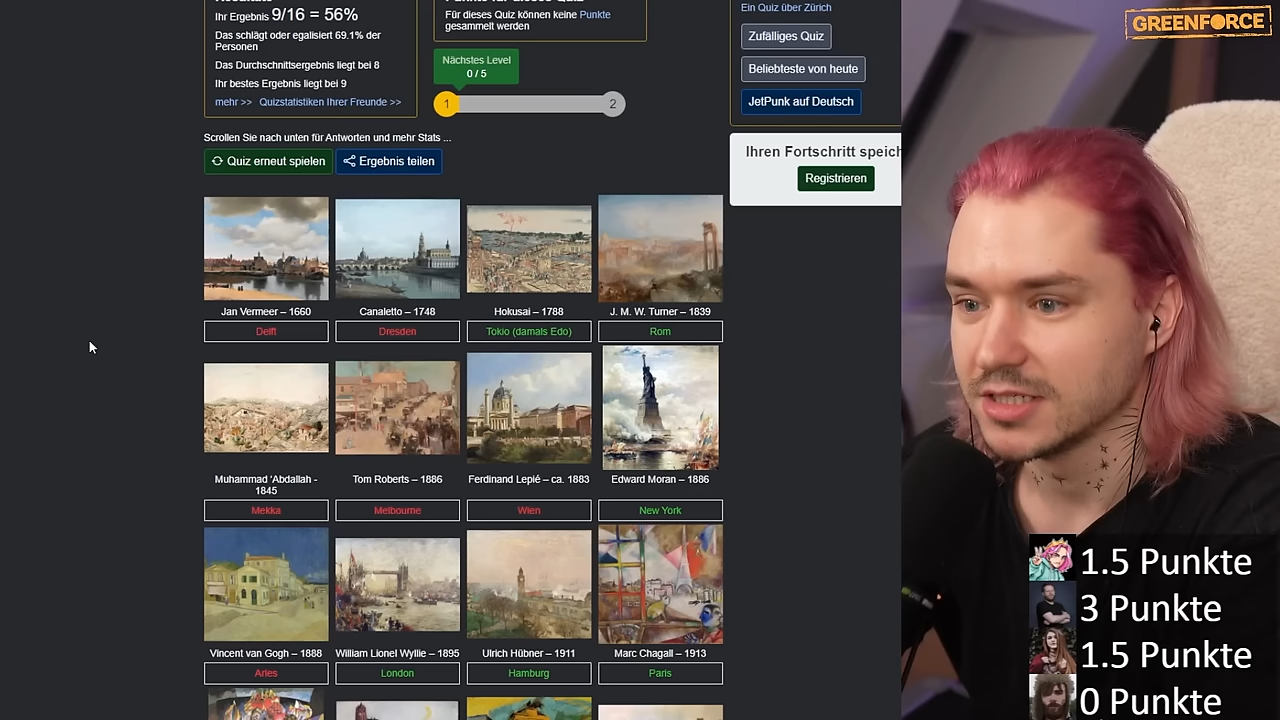 Ihr Ergebnis 9/16 = 56%
Das schlägt oder egalisiert 69.1% der
Personen
Das Durchschnittsergebnis liegt bei 8
Ihr bestes Ergebnis liegt bei 9
mehr >> Quizstatistiken Ihrer Freunde >>
Für dieses Quiz können keine Punkte
gesammelt werden
Nächstes Level
0 / 5
1
2
Ein Quiz über Zürich
Zufälliges Quiz
Beliebteste von heute
JetPunk auf Deutsch
GREENFORCE
Scrollen Sie nach unten für Antworten und mehr Stats ...
Quiz erneut spielen
Ergebnis teilen
Ihren Fortschritt speich
Registrieren
Jan Vermeer – 1660
Canaletto – 1748
Hokusai – 1788
J. M. W. Turner – 1839
Delft
Dresden
Tokio (damals Edo)
Rom
Muhammad 'Abdallah -
1845
Tom Roberts – 1886
Ferdinand Lepié – ca. 1883
Edward Moran – 1886
Mekka
Melbourne
Wien
New York
Vincent van Gogh – 1888
William Lionel Wyllie – 1895
Ulrich Hübner – 1911
Marc Chagall – 1913
Arles
London
Hamburg
Paris
1.5 Punkte
3 Punkte
1.5 Punkte
0 Punkte